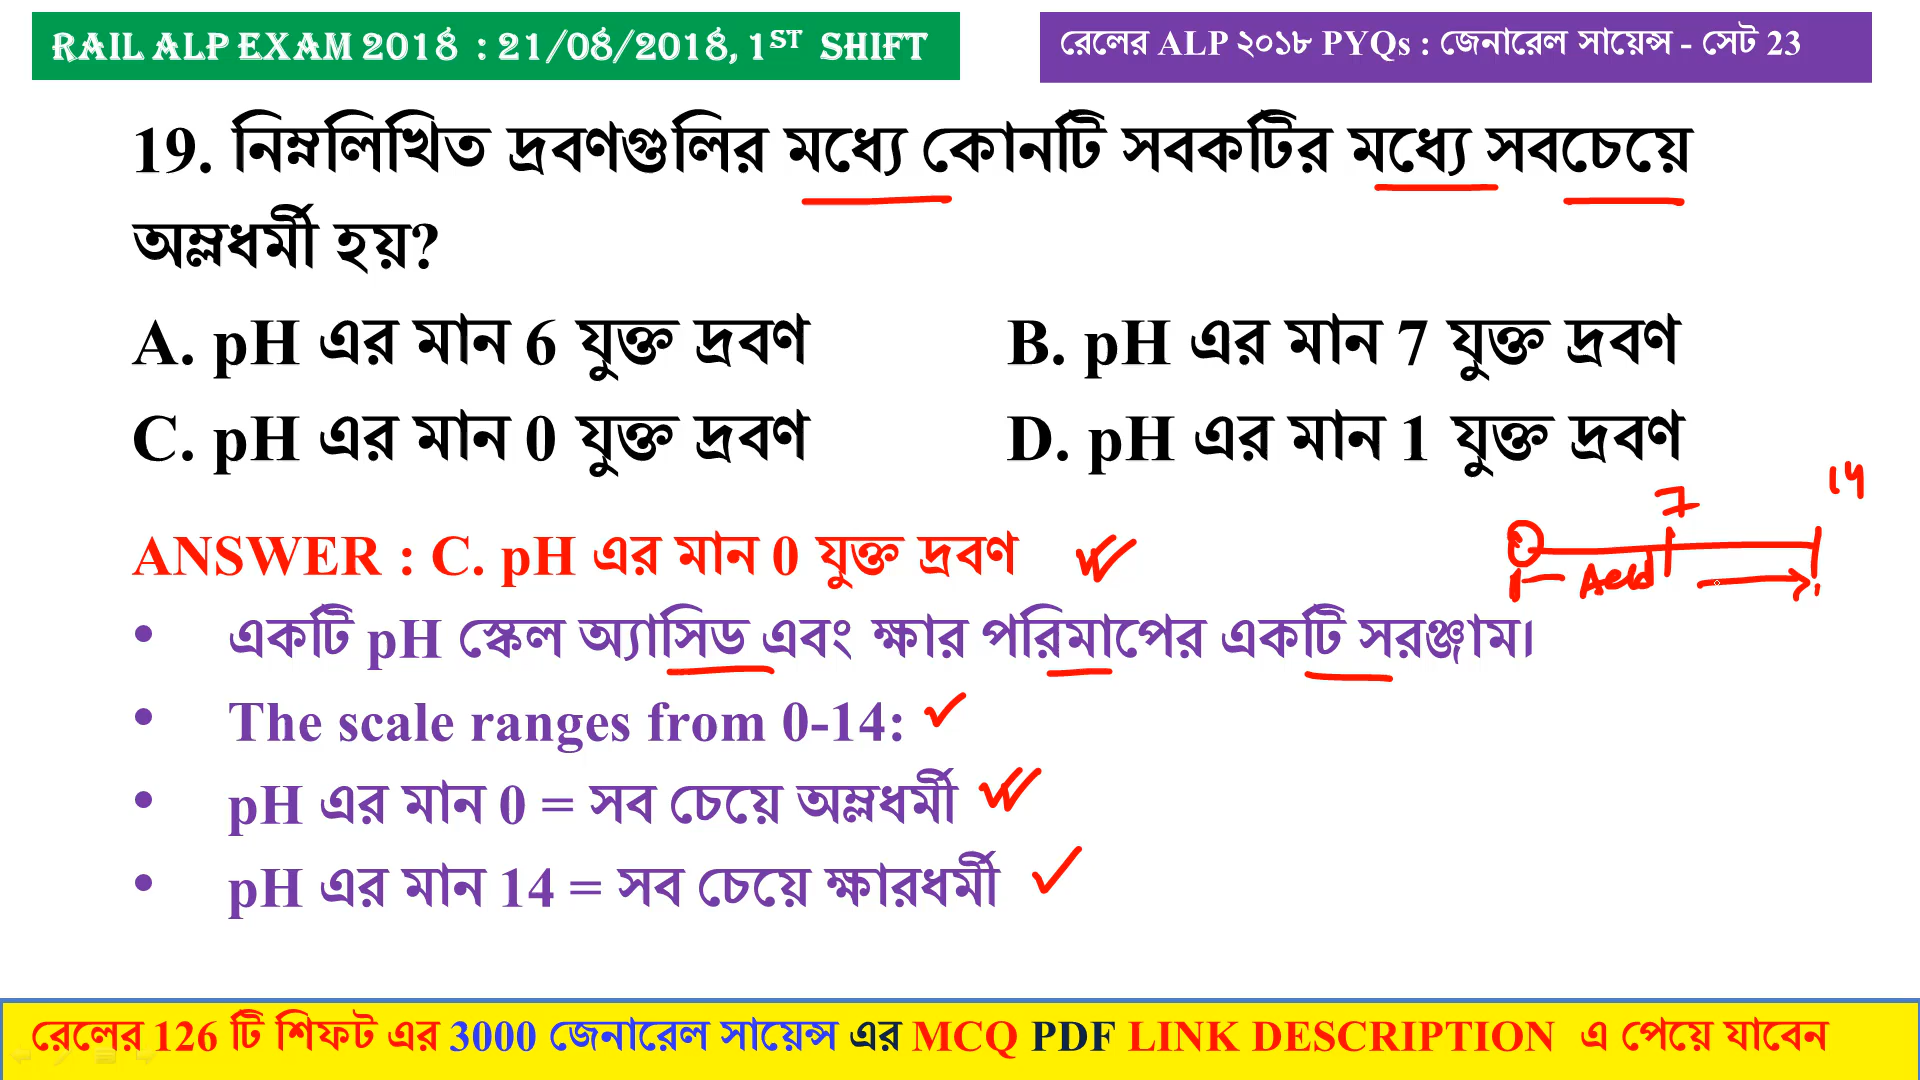 RAIL ALP EXAM 2018 : 21/08/2018, 1ST SHIFT
রেলের ALP ২০১৮ PYQs : জেনারেল সায়েন্স - সেট 23
19. নিম্নলিখিত দ্রবণগুলির মধ্যে কোনটি সবকটির মধ্যে সবচেয়ে
অম্লধর্মী হয়?
A. pH এর মান 6 যুক্ত দ্রবণ B. pH এর মান 7 যুক্ত দ্রবণ
C. pH এর মান 0 যুক্ত দ্রবণ D. pH এর মান 1 যুক্ত দ্রবণ
7 14
ANSWER : C. pH এর মান 0 যুক্ত দ্রবণ
Acid
• একটি pH স্কেল অ্যাসিড এবং ক্ষার পরিমাপের একটি সরঞ্জাম।
• The scale ranges from 0-14:
• pH এর মান 0 = সব চেয়ে অম্লধর্মী
• pH এর মান 14 = সব চেয়ে ক্ষারধর্মী
রেলের 126 টি শিফট এর 3000 জেনারেল সায়েন্স এর MCQ PDF LINK DESCRIPTION এ পেয়ে যাবেন